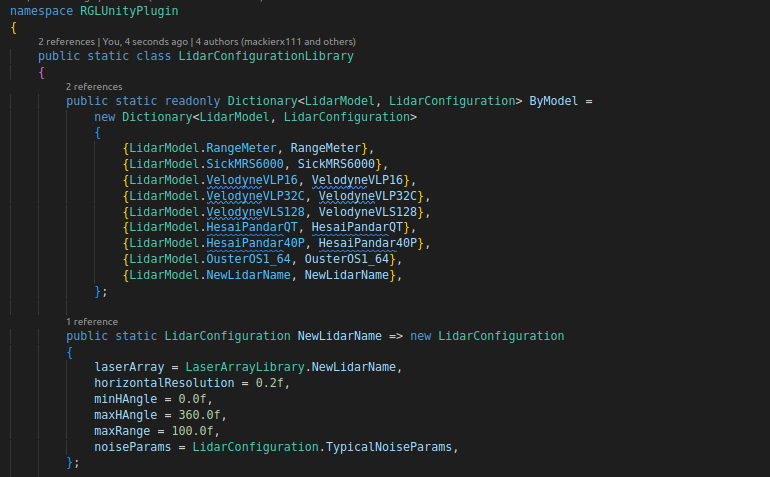 namespace RGLUnityPlugin
{
2 references | You, 4 seconds ago | 4 authors (mackierx111 and others)
public static class LidarConfigurationLibrary
{
2 references
public static readonly Dictionary<LidarModel, LidarConfiguration> ByModel =
new Dictionary<LidarModel, LidarConfiguration>
{
{LidarModel.RangeMeter, RangeMeter},
{LidarModel.SickMRS6000, SickMRS6000},
{LidarModel.VelodyneVLP16, VelodyneVLP16},
{LidarModel.VelodyneVLP32C, VelodyneVLP32C},
{LidarModel.VelodyneVLS128, VelodyneVLS128},
{LidarModel.HesaiPandarQT, HesaiPandarQT},
{LidarModel.HesaiPandar40P, HesaiPandar40P},
{LidarModel.OusterOS1_64, OusterOS1_64},
{LidarModel.NewLidarName, NewLidarName},
};
1 reference
public static LidarConfiguration NewLidarName => new LidarConfiguration
{
laserArray = LaserArrayLibrary.NewLidarName,
horizontalResolution = 0.2f,
minHAngle = 0.0f,
maxHAngle = 360.0f,
maxRange = 100.0f,
noiseParams = LidarConfiguration.TypicalNoiseParams,
};